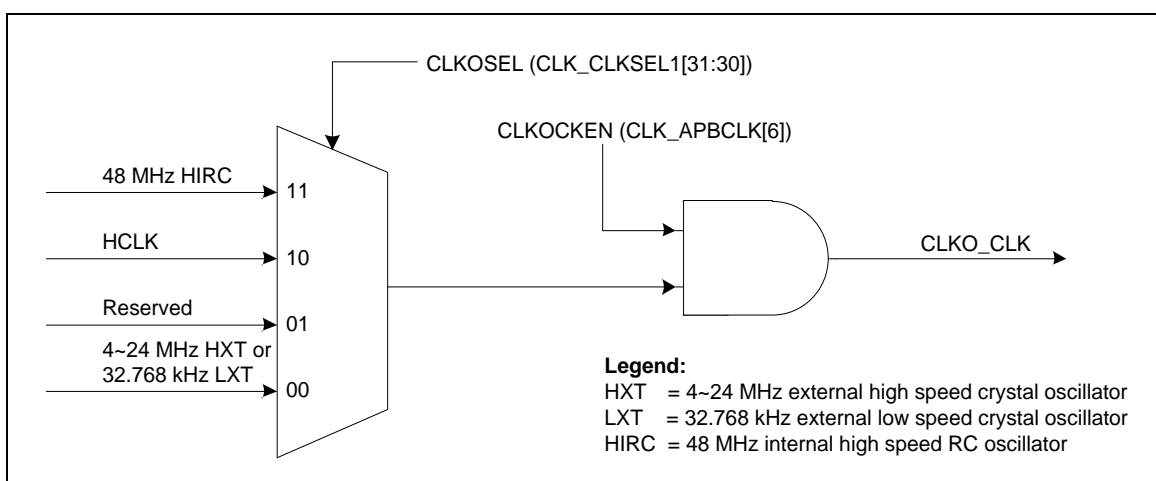 CLKOSEL (CLK_CLKSEL1[31:30])
CLKOCKEN (CLK_APBCLK[6])
48 MHz HIRC
11
HCLK
10
CLKO_CLK
Reserved
01
4~24 MHz HXT or
32.768 kHz LXT
00
Legend:
HXT = 4~24 MHz external high speed crystal oscillator
LXT = 32.768 kHz external low speed crystal oscillator
HIRC = 48 MHz internal high speed RC oscillator